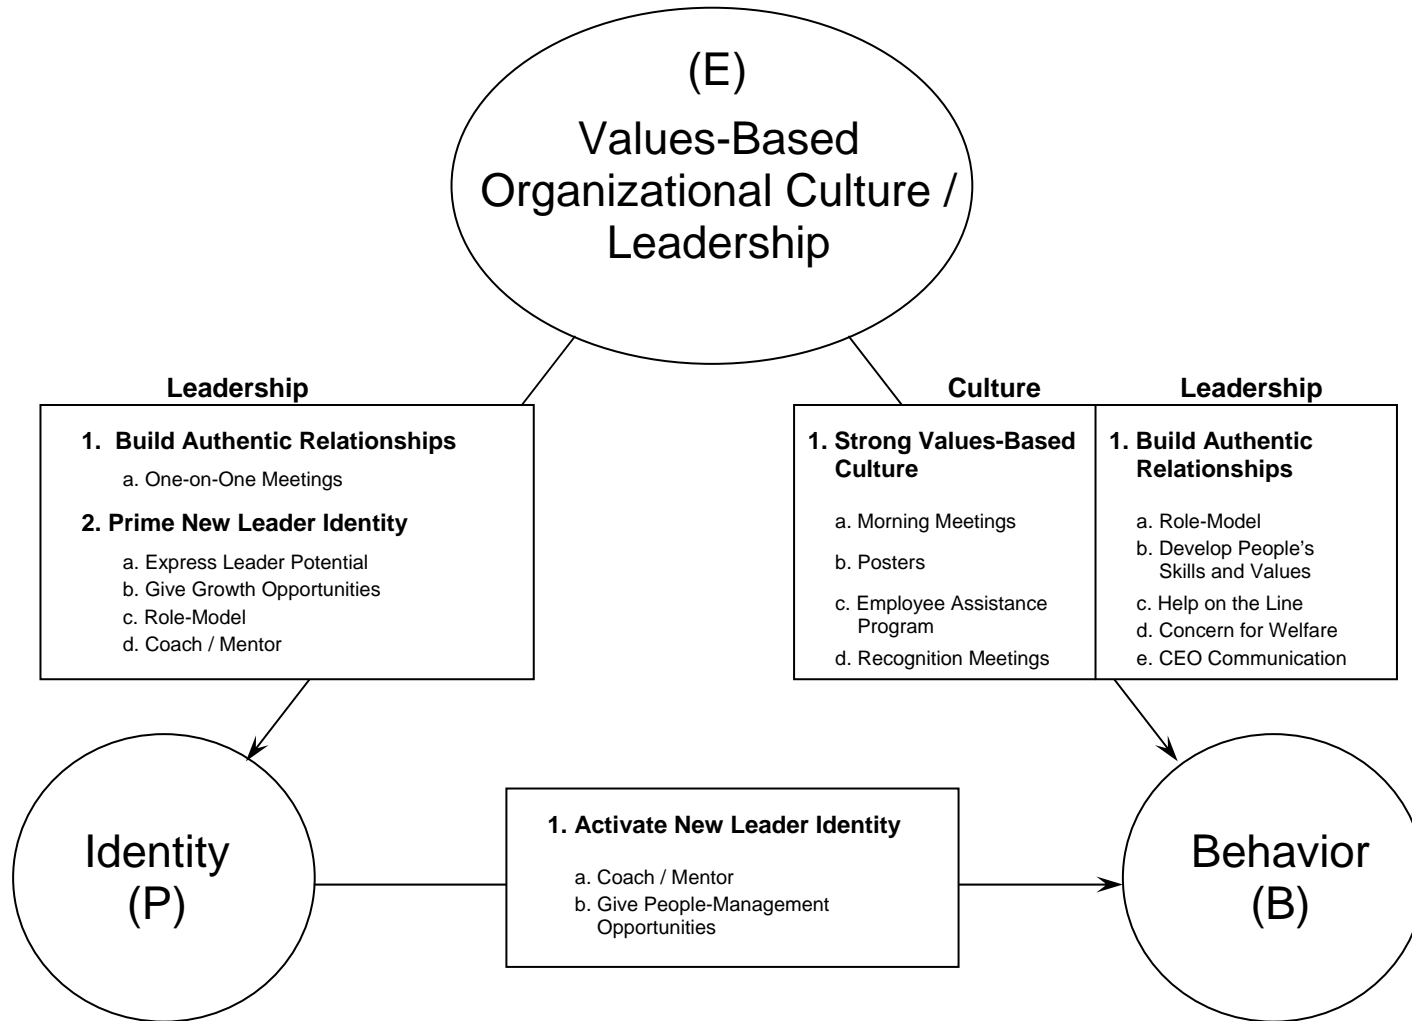 (E)
Values-Based
Organizational Culture /
Leadership
Leadership
1. Build Authentic Relationships
a. One-on-One Meetings
2. Prime New Leader Identity
a. Express Leader Potential
b. Give Growth Opportunities
c. Role-Model
d. Coach / Mentor
Culture
1. Strong Values-Based
Culture
a. Morning Meetings
b. Posters
c. Employee Assistance
Program
d. Recognition Meetings
Leadership
1. Build Authentic
Relationships
a. Role-Model
b. Develop People’s
Skills and Values
c. Help on the Line
d. Concern for Welfare
e. CEO Communication
Identity
(P)
1. Activate New Leader Identity
a. Coach / Mentor
b. Give People-Management
Opportunities
Behavior
(B)